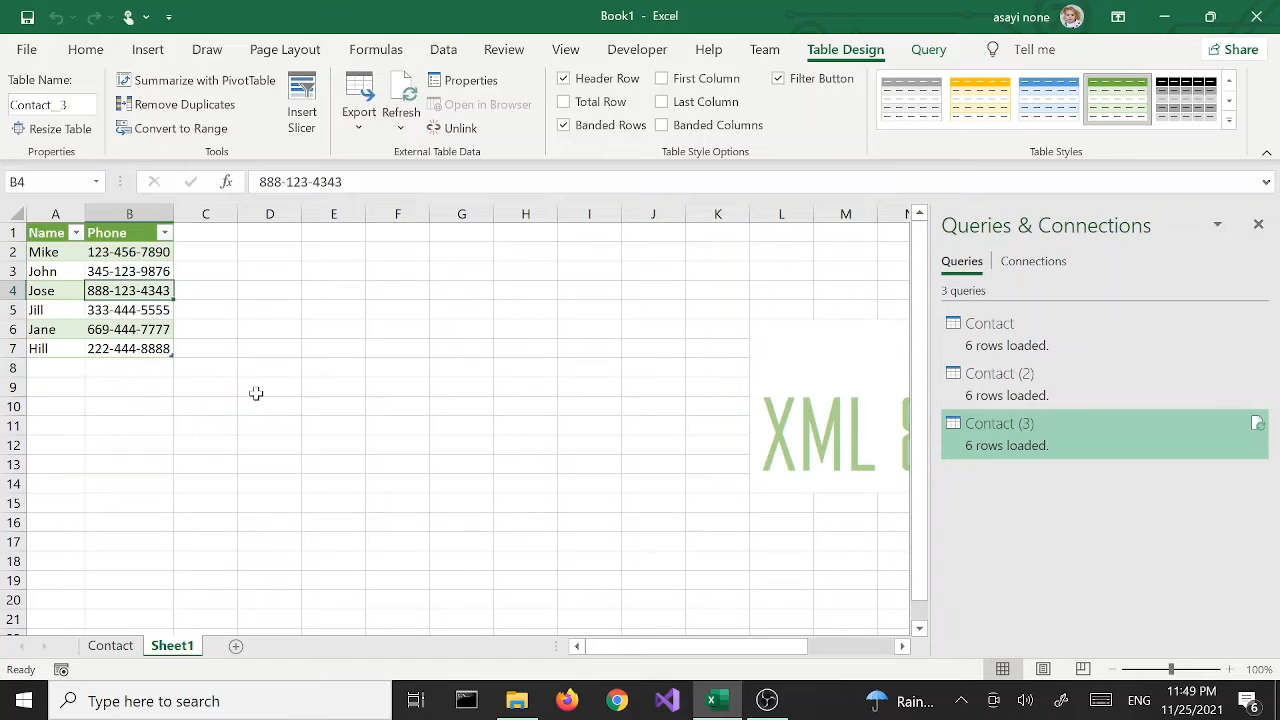 Book1 - Excel
asayi none
File Home Insert Draw Page Layout Formulas Data Review View Developer Help Team Table Design Query Tell me Share
Table Name:
Contact__3
Resize Table
Properties
Summarize with PivotTable
Remove Duplicates
Convert to Range
Tools
Insert
Slicer
Export
Refresh
Properties
Open in Browser
Unlink
External Table Data
Header Row First Column Filter Button
Total Row Last Column
Banded Rows Banded Columns
Table Style Options
Table Styles
B4 fx 888-123-4343
A B C D E F G H I J K L M N
1 Name Phone
2 Mike 123-456-7890
3 John 345-123-9876
4 Jose 888-123-4343
5 Jill 333-444-5555
6 Jane 669-444-7777
7 Hill 222-444-8888
8
9
10
11
12
13
14
15
16
17
18
19
20
21
XML
Queries & Connections
Queries | Connections
3 queries
Contact
6 rows loaded.
Contact (2)
6 rows loaded.
Contact (3)
6 rows loaded.
Contact Sheet1
Ready
100%
Type here to search
Rain...
ENG
11:49 PM
11/25/2021
6